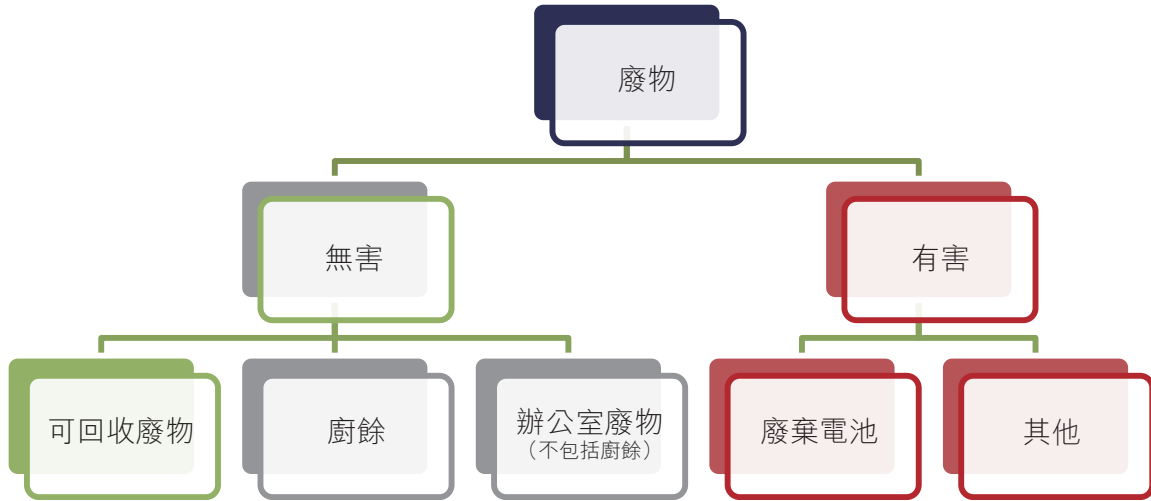 廢物
無害
有害
可回收廢物
廚餘
辦公室廢物
（不包括廚餘）
廢棄電池
其他